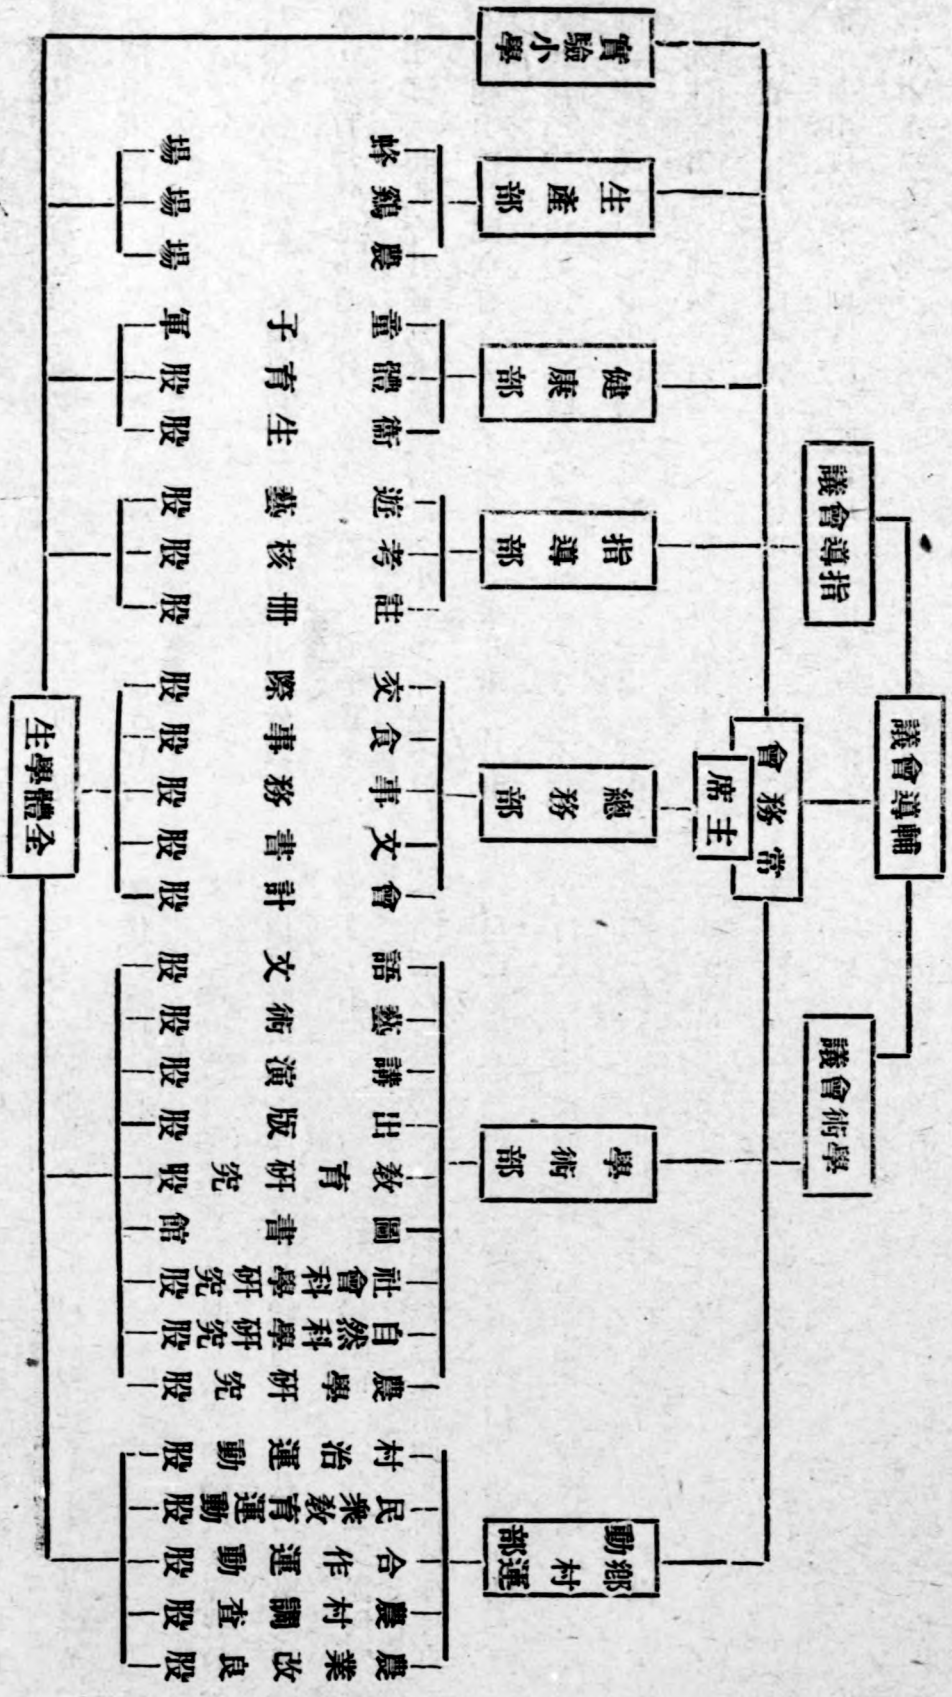 輔導會議
學術會議
指導會議
常務會
主席
鄉村運動部
學術部
總務部
指導部
健康部
生產部
實驗小學
農業改良股
農村調查股
合作運動股
民衆教育運動股
村治運動股
農學研究股
自然科學研究股
社會科學研究股
圖書館
教育研究股
出版股
講演股
藝術股
語文股
會計股
文書股
事務股
食事股
交際股
註册股
考核股
遊藝股
衞生股
體育股
童子軍
農場
鷄場
蜂場
全體學生